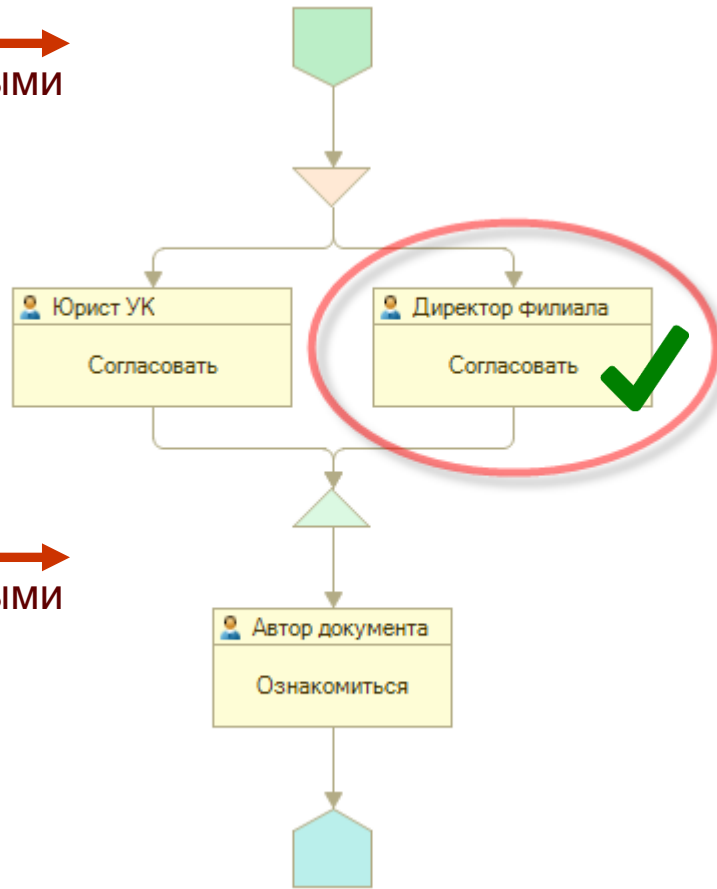 ыми
Юрист УК
Согласовать
Директор филиала
Согласовать
ыми
Автор документа
Ознакомиться